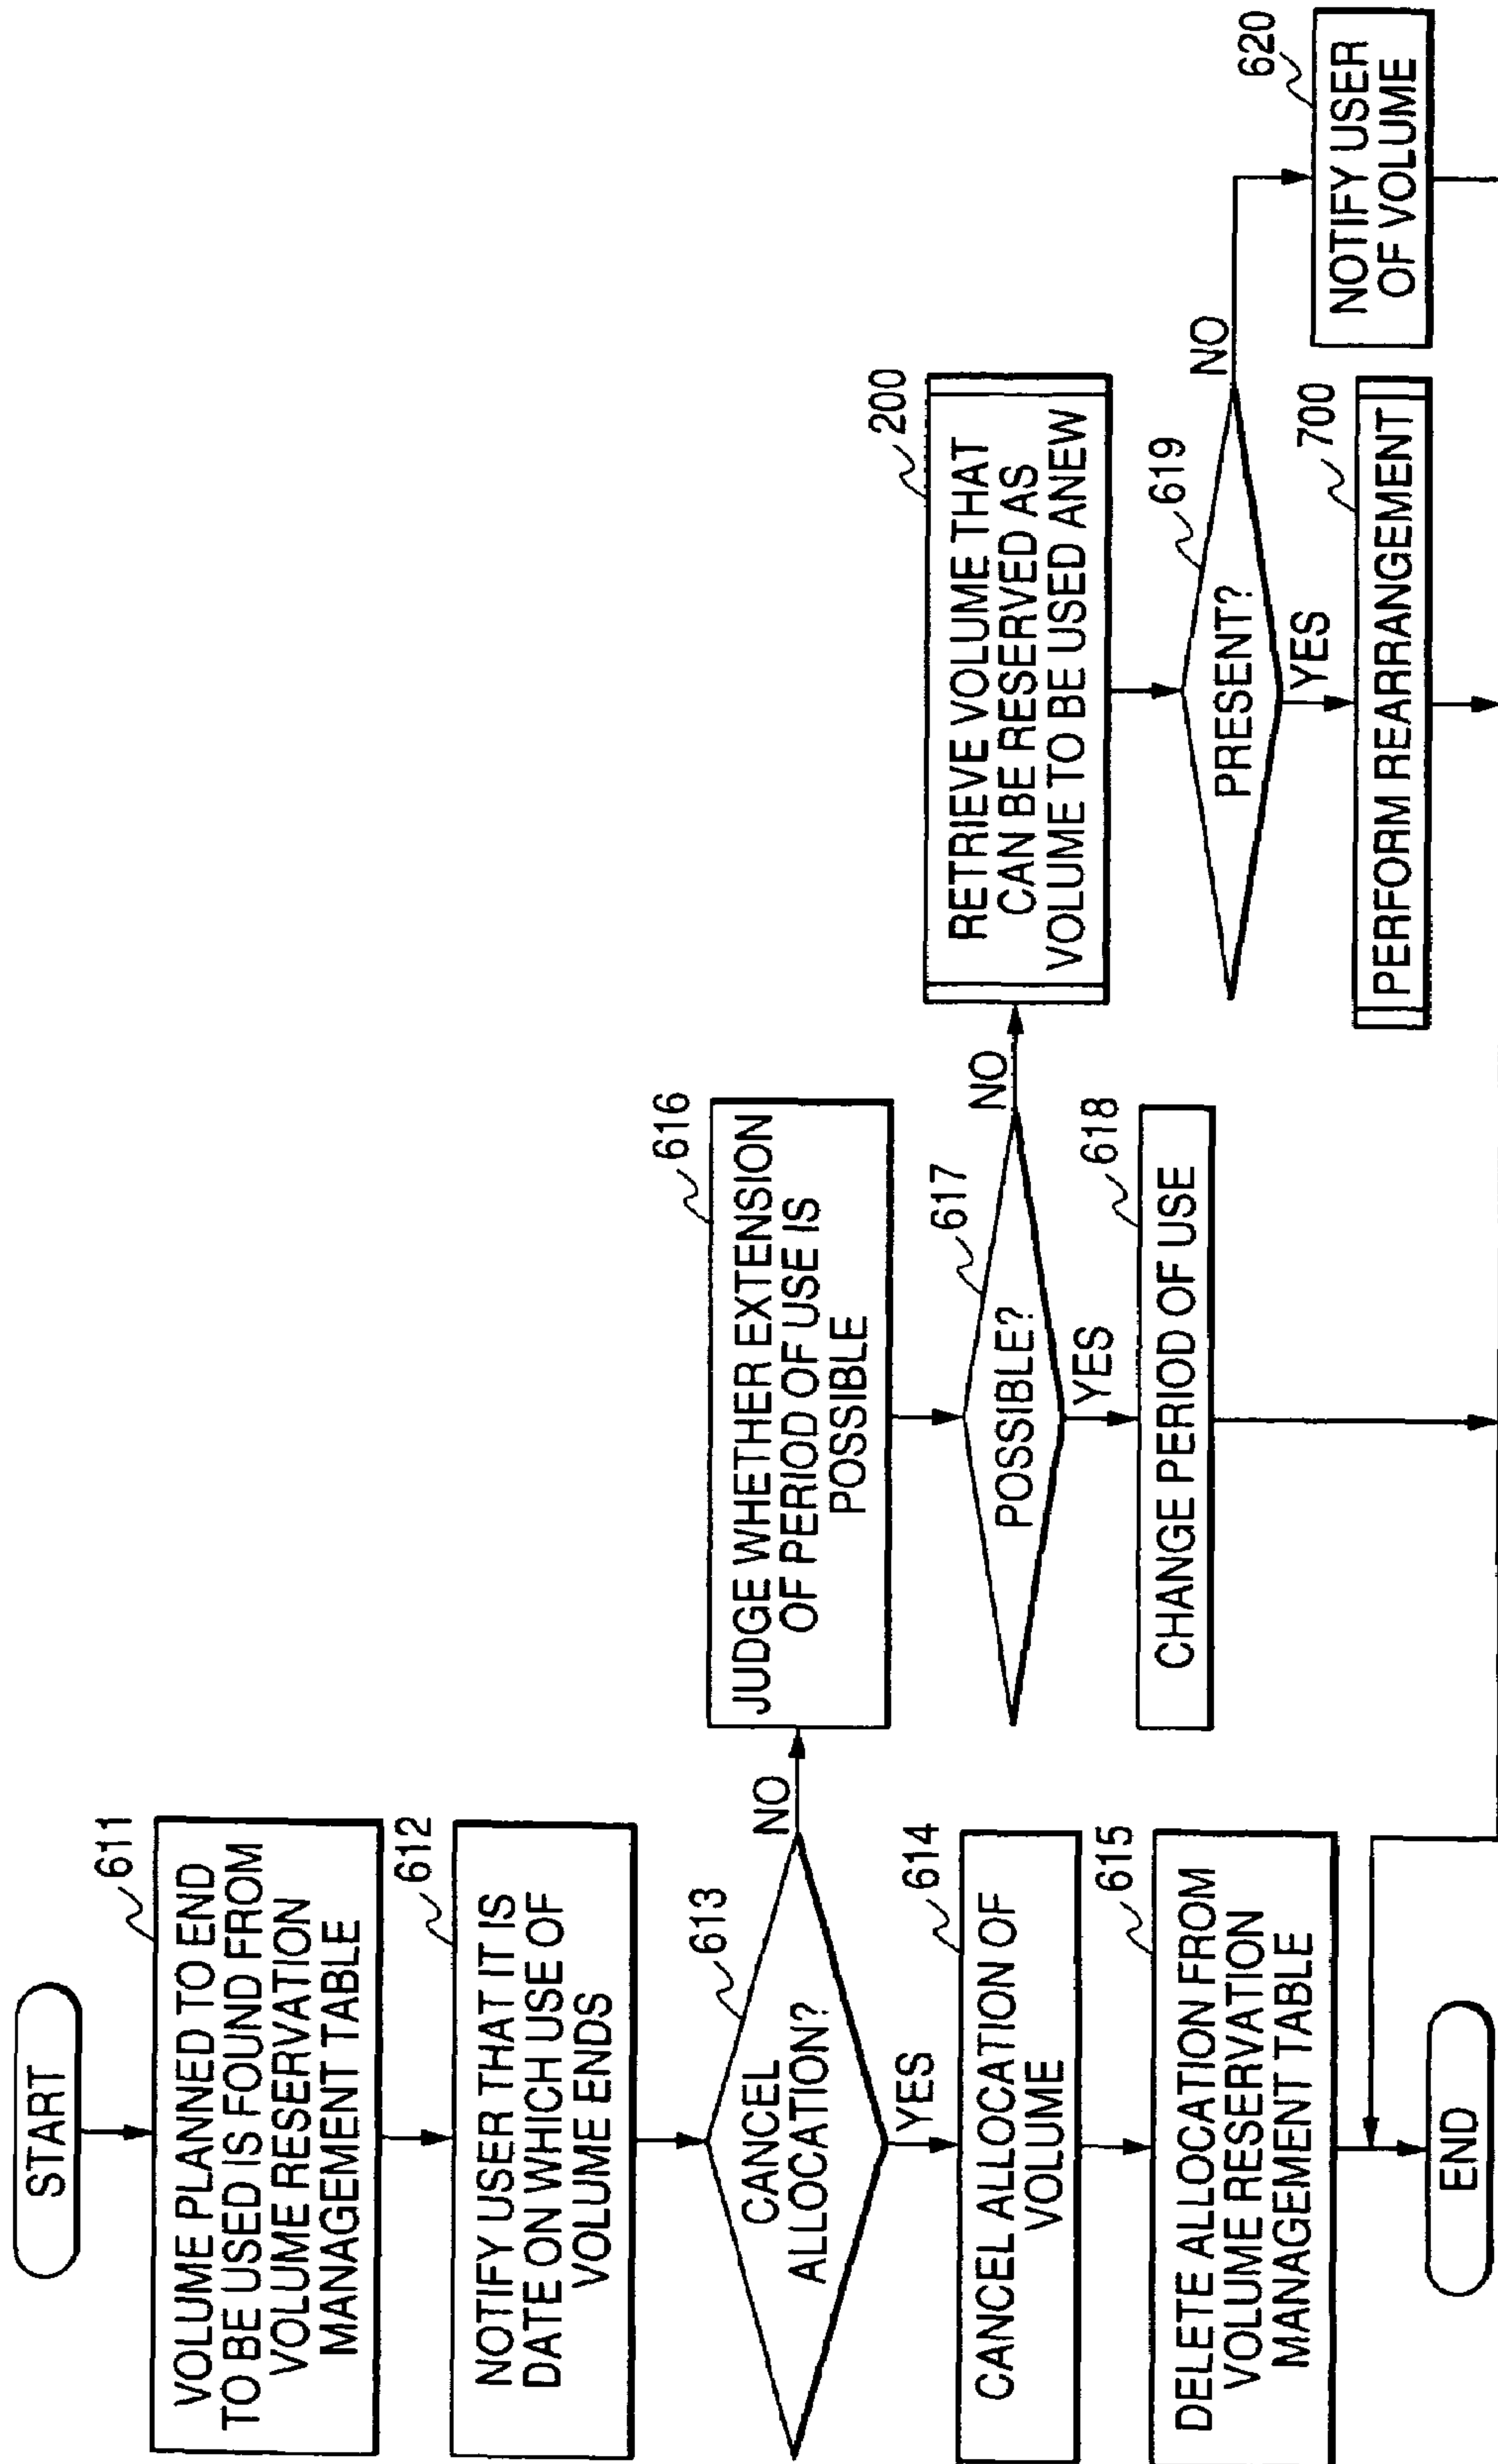 START
611
VOLUME PLANNED TO END
TO BE USED IS FOUND FROM
VOLUME RESERVATION
MANAGEMENT TABLE
612
NOTIFY USER THAT IT IS
DATE ON WHICH USE OF
VOLUME ENDS
613
CANCEL
ALLOCATION?
NO
YES
614
CANCEL ALLOCATION OF
VOLUME
615
DELETE ALLOCATION FROM
VOLUME RESERVATION
MANAGEMENT TABLE
END
616
JUDGE WHETHER EXTENSION
OF PERIOD OF USE IS
POSSIBLE
617
POSSIBLE?
NO
YES
618
CHANGE PERIOD OF USE
200
RETRIEVE VOLUME THAT
CAN BE RESERVED AS
VOLUME TO BE USED ANEW
619
PRESENT?
NO
YES
700
PERFORM REARRANGEMENT
620
NOTIFY USER
OF VOLUME